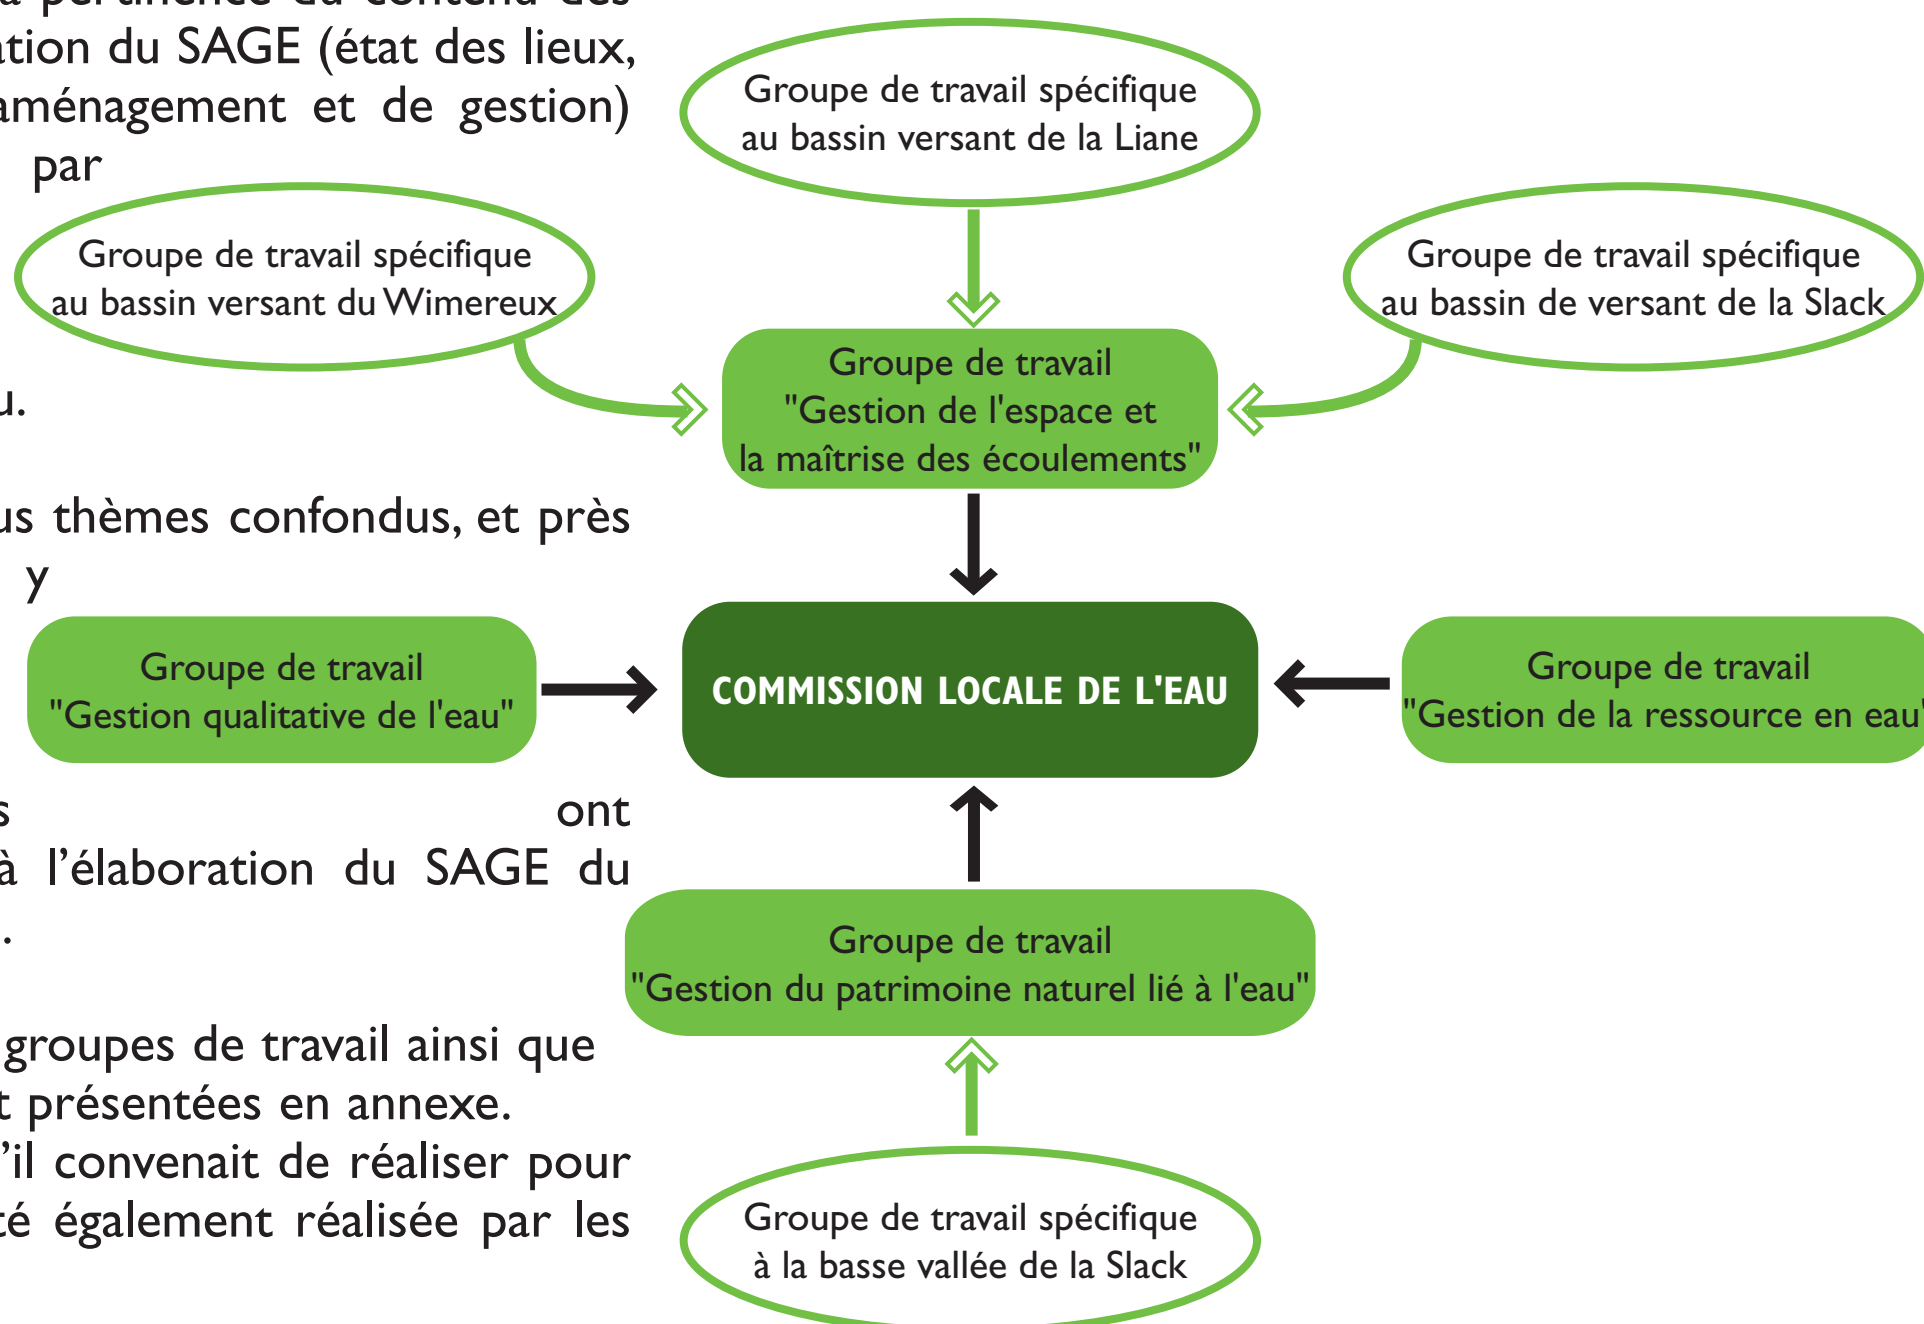 a pertinence du contenu des
ation du SAGE (état des lieux,
aménagement et de gestion)
par
u.
us thèmes confondus, et près
y
s ont
à l’élaboration du SAGE du
.
groupes de travail ainsi que
t présentées en annexe.
’il convenait de réaliser pour
té également réalisée par les
Groupe de travail spécifique
au bassin versant de la Liane
Groupe de travail spécifique
au bassin versant du Wimereux
Groupe de travail spécifique
au bassin de versant de la Slack
Groupe de travail
"Gestion de l'espace et
la maîtrise des écoulements"
Groupe de travail
"Gestion qualitative de l'eau"
COMMISSION LOCALE DE L'EAU
Groupe de travail
"Gestion de la ressource en eau"
Groupe de travail
"Gestion du patrimoine naturel lié à l'eau"
Groupe de travail spécifique
à la basse vallée de la Slack